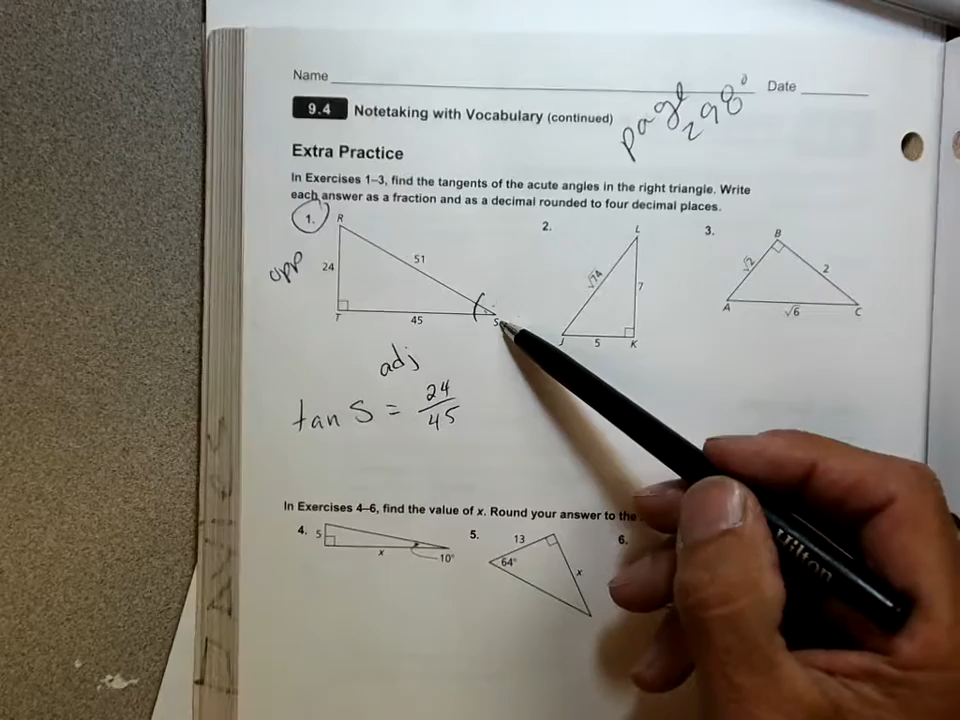 Name Date
page 298
9.4 Notetaking with Vocabulary (continued)
Extra Practice
In Exercises 1–3, find the tangents of the acute angles in the right triangle. Write
each answer as a fraction and as a decimal rounded to four decimal places.
1. R 24 51 T 45 S
opp
adj
tan S = 24/45
2. L √74 7 J 5 K
3. B √2 2 A √6 C
In Exercises 4–6, find the value of x. Round your answer to the
4. 5 x 10°
5. 13 64° x
6.
Hilton